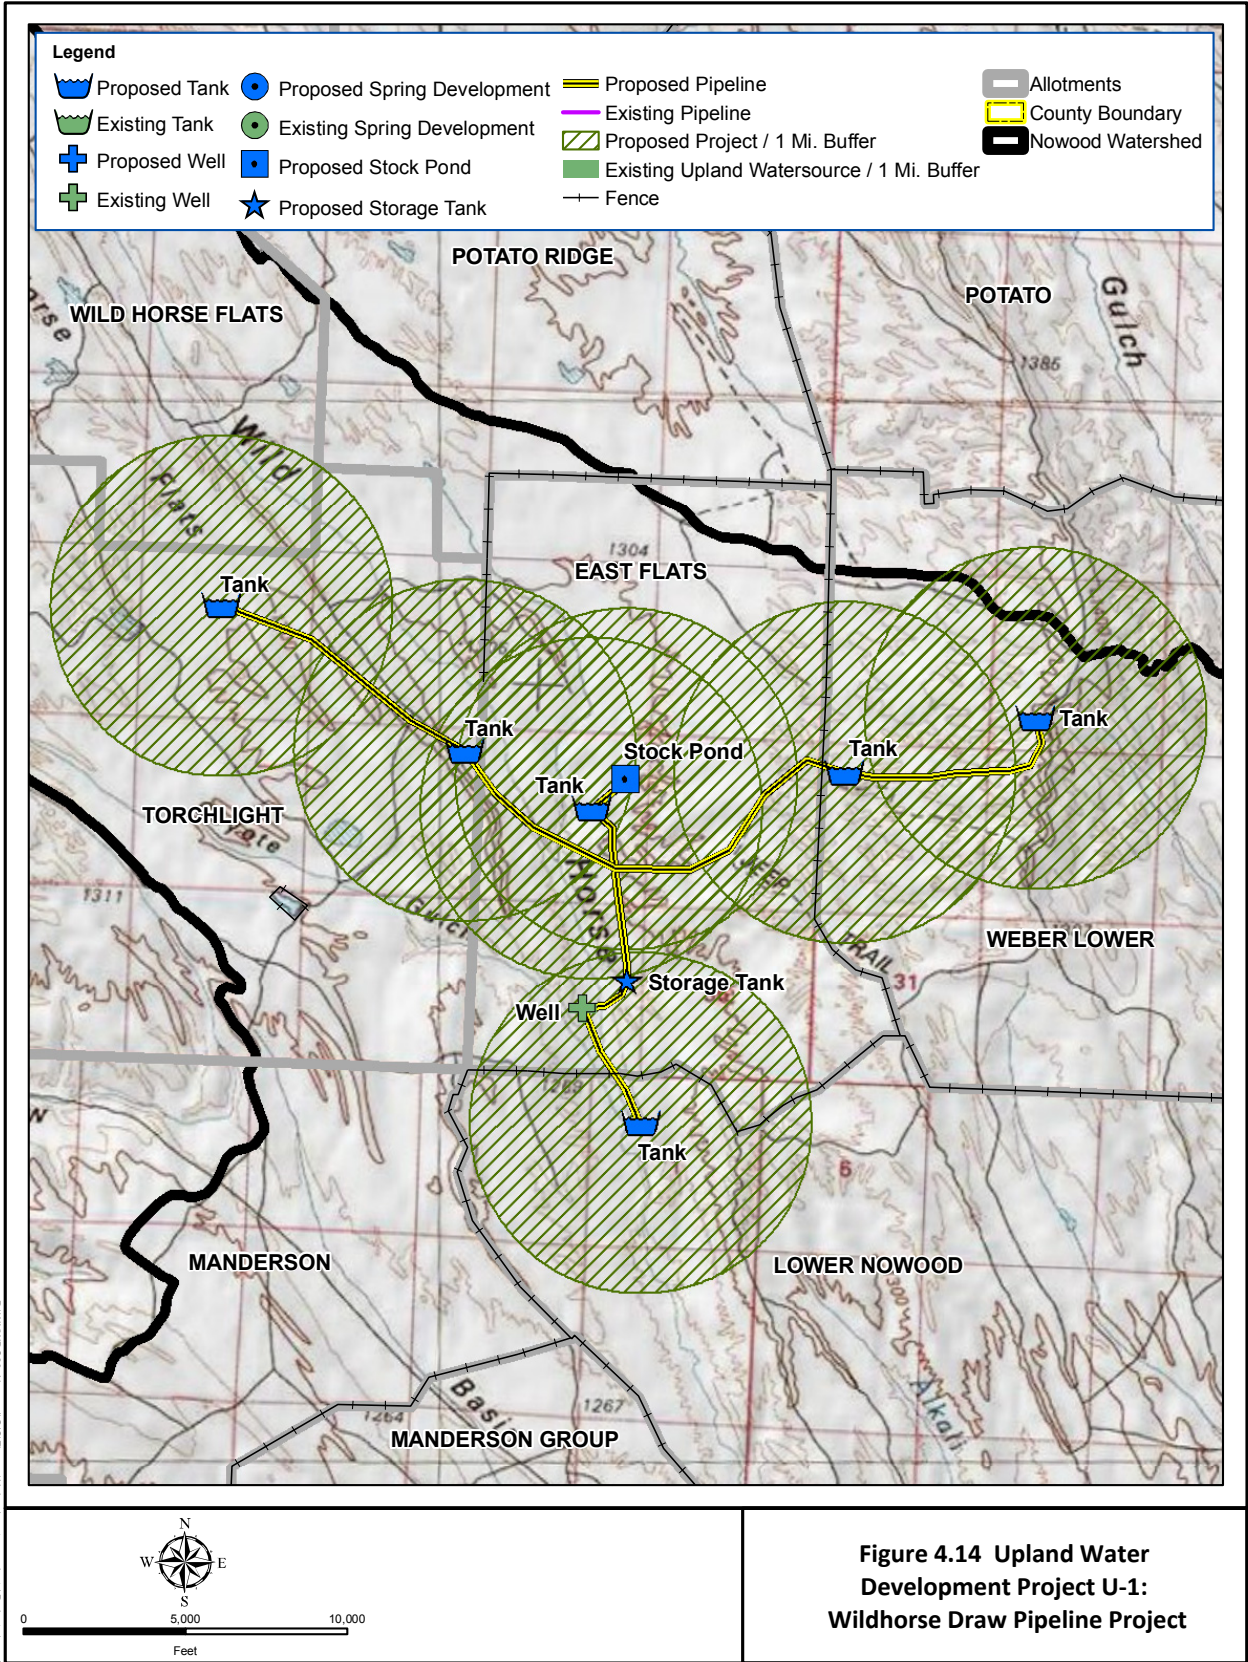 Legend
Proposed Tank
Existing Tank
Proposed Well
Existing Well
Proposed Spring Development
Existing Spring Development
Proposed Stock Pond
Proposed Storage Tank
Proposed Pipeline
Existing Pipeline
Proposed Project / 1 Mi. Buffer
Existing Upland Watersource / 1 Mi. Buffer
Fence
Allotments
County Boundary
Nowood Watershed
POTATO RIDGE
POTATO
Gulch
WILD HORSE FLATS
1386
Wild
Flats
1304
EAST FLATS
Tank
Tank
Tank
Stock Pond
Tank
Tank
TORCHLIGHT
Horse
JEEP
TRAIL
1311
Gulch
WEBER LOWER
31
Storage Tank
Well
1269
Tank
6
MANDERSON
LOWER NOWOOD
Basin
1264
1267
Alkali
MANDERSON GROUP
N
W
E
S
0
5,000
10,000
Feet
Figure 4.14 Upland Water
Development Project U-1:
Wildhorse Draw Pipeline Project